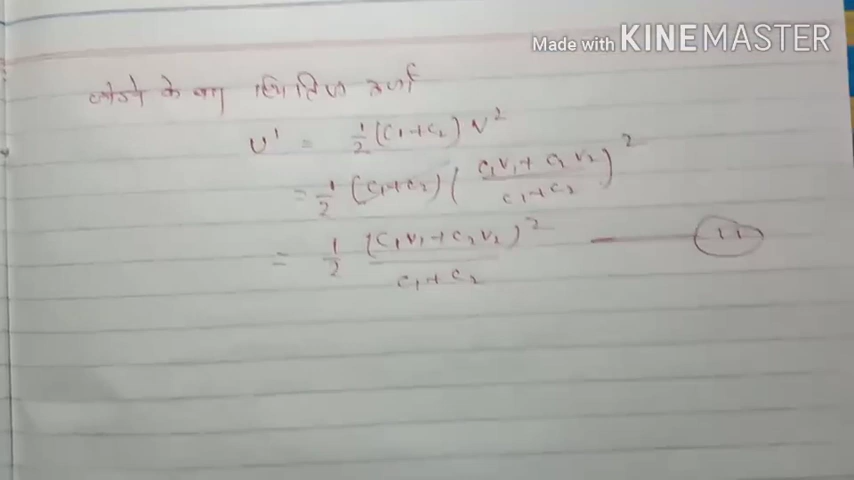 Made with KINEMASTER
के बाद स्थितिज ऊर्जा
U' = 1/2 (C1+C2) V²
= 1/2 (C1+C2) ( (C1V1 + C2V2) / (C1+C2) )²
= 1/2 (C1V1+C2V2)² / (C1+C2) — (11)